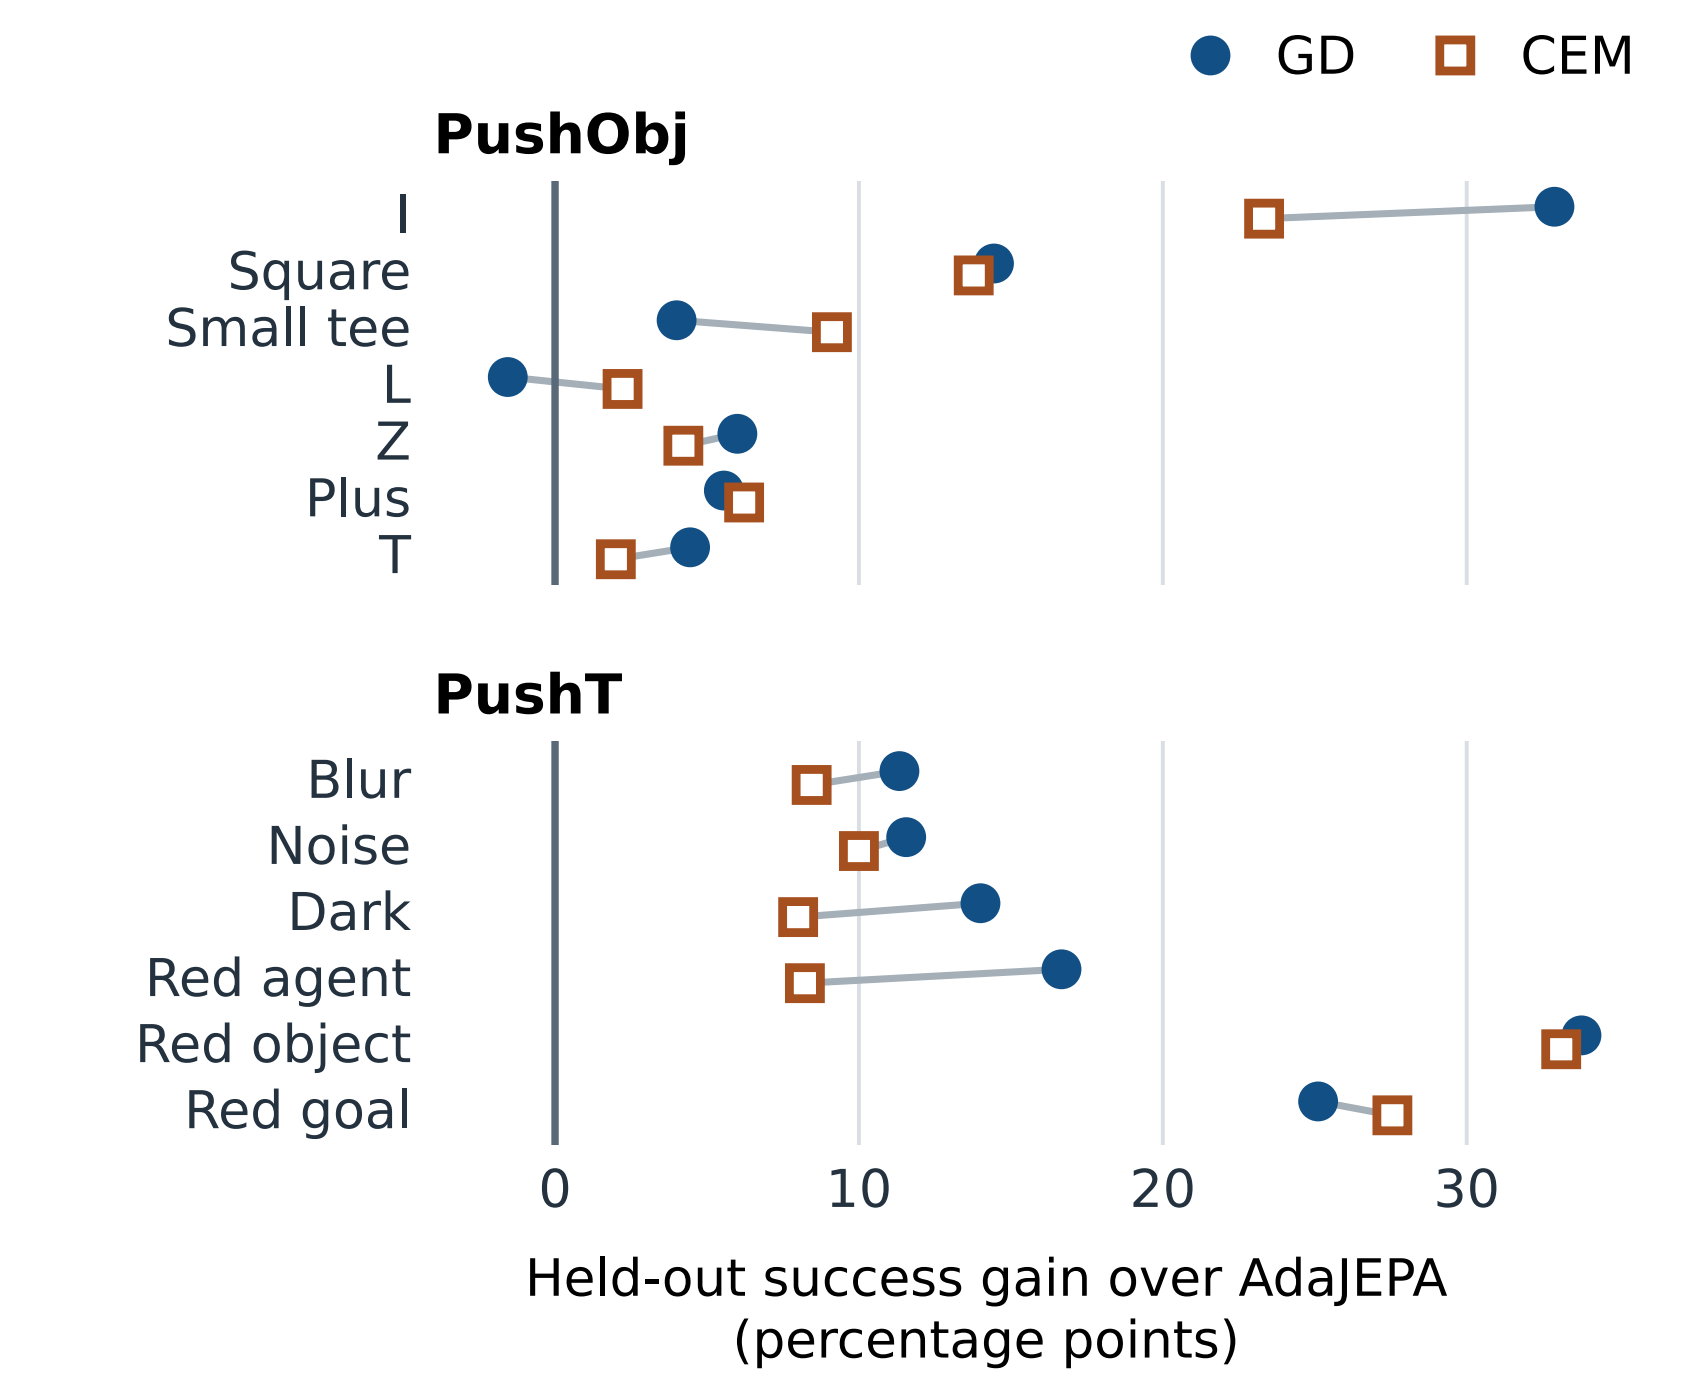 GD CEM
PushObj
I
Square
Small tee
L
Z
Plus
T
PushT
Blur
Noise
Dark
Red agent
Red object
Red goal
0 10 20 30
Held-out success gain over AdaJEPA
(percentage points)